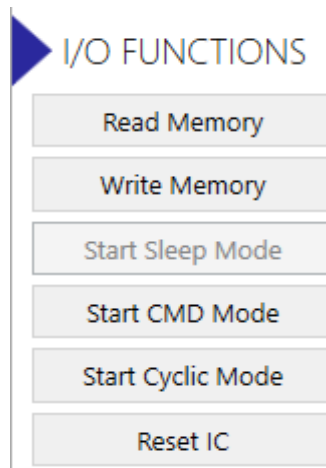 I/O FUNCTIONS
Read Memory
Write Memory
Start Sleep Mode
Start CMD Mode
Start Cyclic Mode
Reset IC